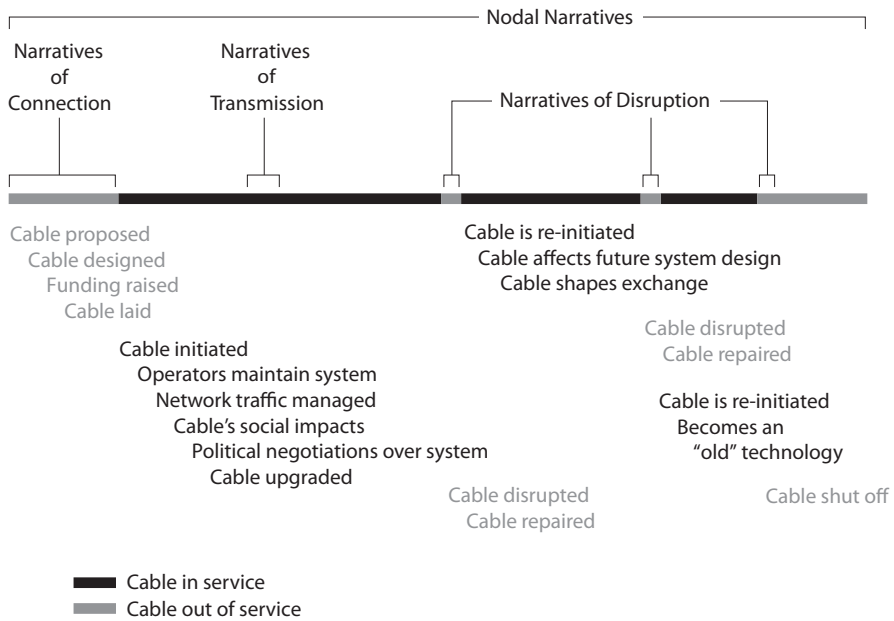 Nodal Narratives
Narratives
of
Connection
Narratives
of
Transmission
Narratives of Disruption
Cable proposed
Cable designed
Funding raised
Cable laid
Cable initiated
Operators maintain system
Network traffic managed
Cable's social impacts
Political negotiations over system
Cable upgraded
Cable disrupted
Cable repaired
Cable is re-initiated
Cable affects future system design
Cable shapes exchange
Cable disrupted
Cable repaired
Cable is re-initiated
Becomes an
“old” technology
Cable shut off
Cable in service
Cable out of service